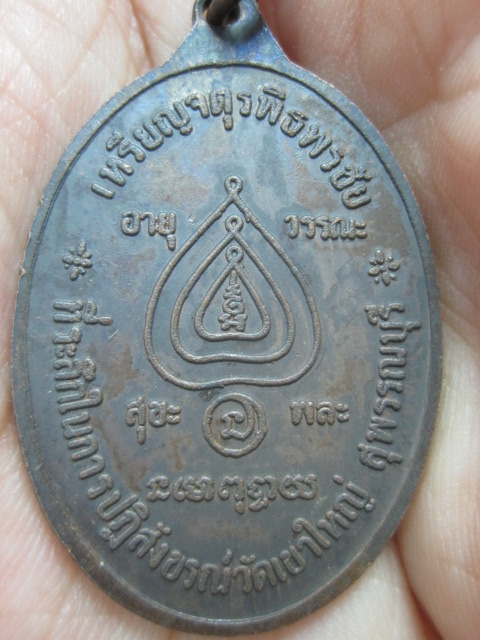 เหรียญจตุรพิธพรชัย
อายุ วรรณะ
สุขะ พละ
ที่ระลึกในการปฏิสังขรณ์วัดเขาใหญ่ สุพรรณบุรี